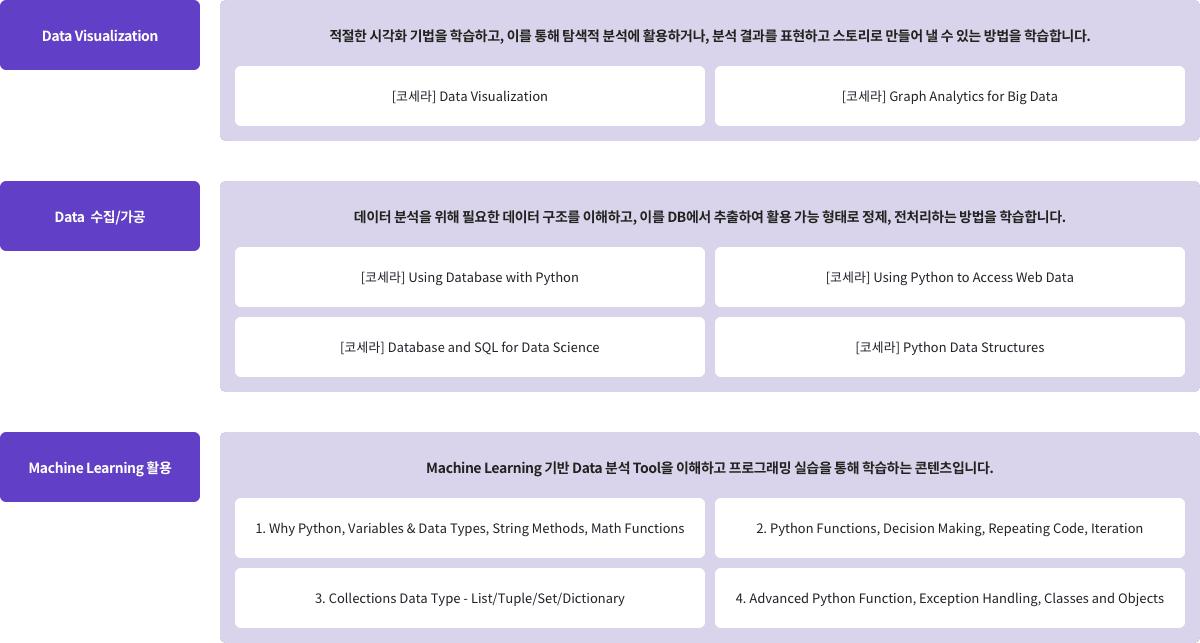 Data Visualization
적절한 시각화 기법을 학습하고, 이를 통해 탐색적 분석에 활용하거나, 분석 결과를 표현하고 스토리로 만들어 낼 수 있는 방법을 학습합니다.
[코세라] Data Visualization
[코세라] Graph Analytics for Big Data
Data 수집/가공
데이터 분석을 위해 필요한 데이터 구조를 이해하고, 이를 DB에서 추출하여 활용 가능 형태로 정제, 전처리하는 방법을 학습합니다.
[코세라] Using Database with Python
[코세라] Using Python to Access Web Data
[코세라] Database and SQL for Data Science
[코세라] Python Data Structures
Machine Learning 활용
Machine Learning 기반 Data 분석 Tool을 이해하고 프로그래밍 실습을 통해 학습하는 콘텐츠입니다.
1. Why Python, Variables & Data Types, String Methods, Math Functions
2. Python Functions, Decision Making, Repeating Code, Iteration
3. Collections Data Type - List/Tuple/Set/Dictionary
4. Advanced Python Function, Exception Handling, Classes and Objects